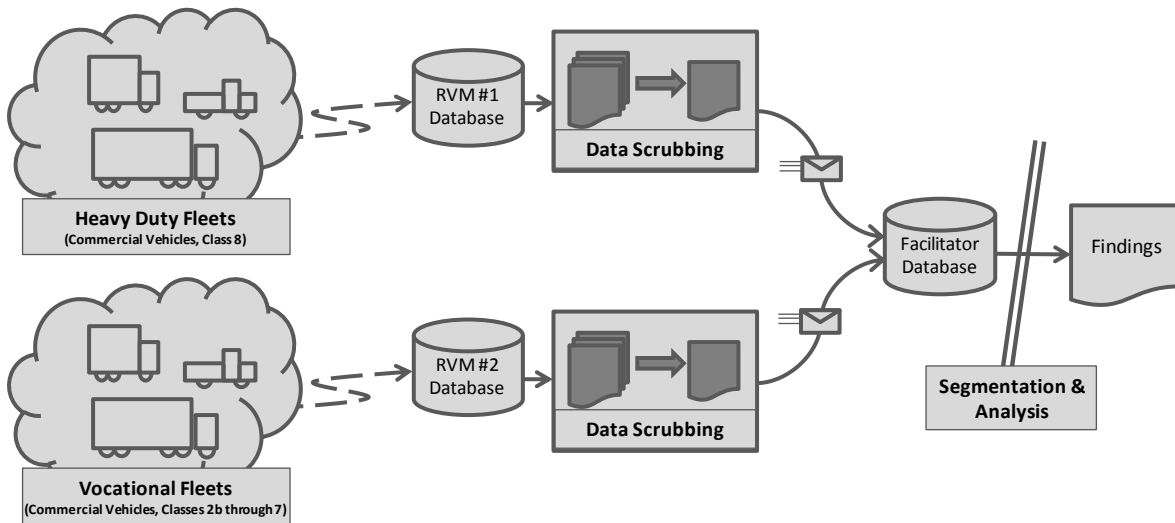 Heavy Duty Fleets
(Commercial Vehicles, Class 8)
RVM #1
Database
Data Scrubbing
Vocational Fleets
(Commercial Vehicles, Classes 2b through 7)
RVM #2
Database
Data Scrubbing
Facilitator
Database
Segmentation &
Analysis
Findings